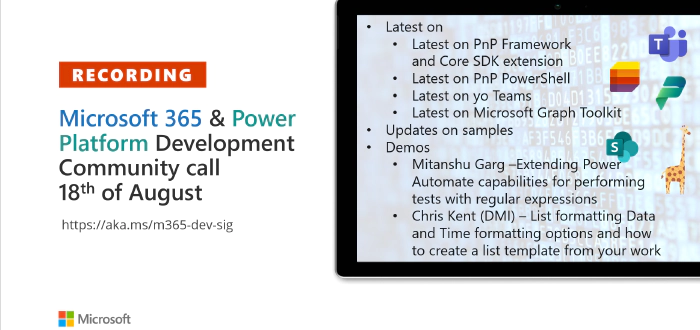 RECORDING
Microsoft 365 & Power
Platform Development
Community call
18th of August
https://aka.ms/m365-dev-sig
Microsoft
• Latest on
• Latest on PnP Framework
and Core SDK extension
• Latest on PnP PowerShell
• Latest on yo Teams
• Latest on Microsoft Graph Toolkit
• Updates on samples
• Demos
• Mitanshu Garg –Extending Power
Automate capabilities for performing
tests with regular expressions
• Chris Kent (DMI) – List formatting Data
and Time formatting options and how
to create a list template from your work